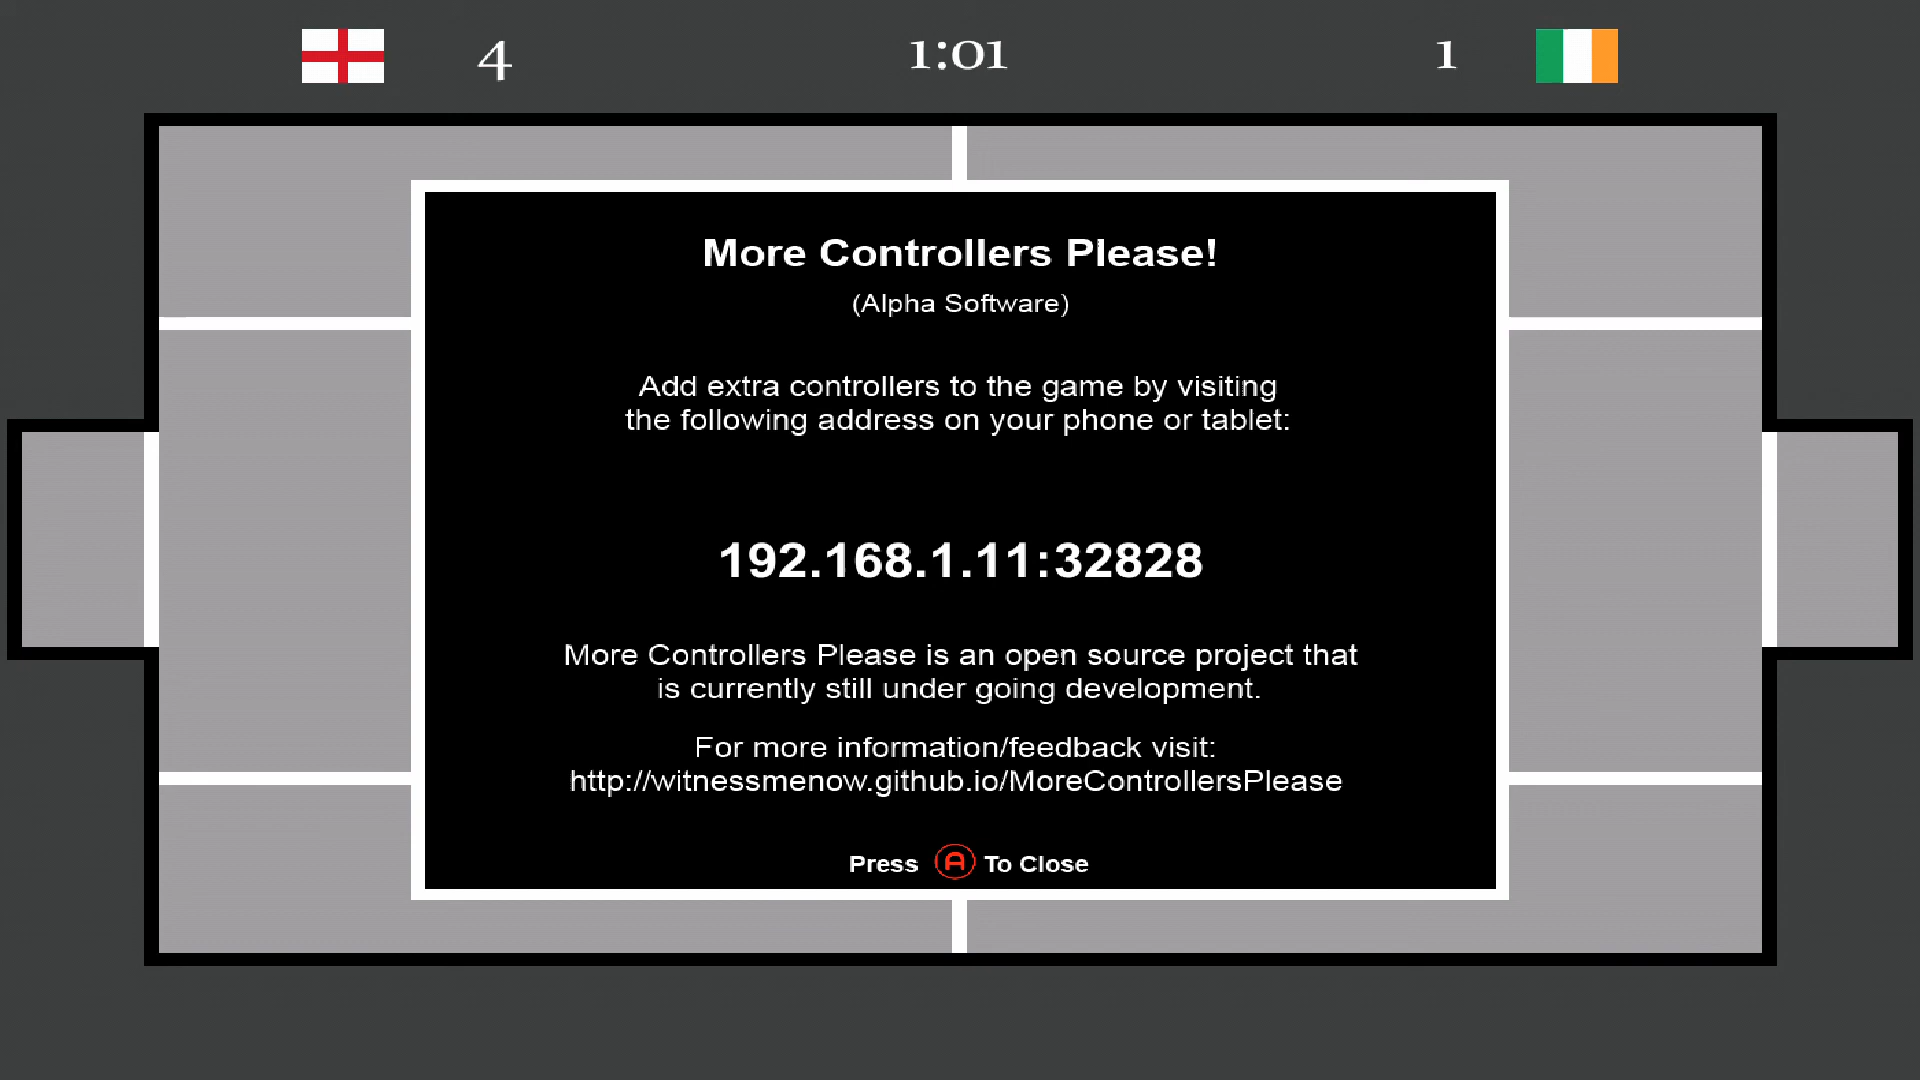 4 1:01 1
More Controllers Please!
(Alpha Software)
Add extra controllers to the game by visiting
the following address on your phone or tablet:
192.168.1.11:32828
More Controllers Please is an open source project that
is currently still under going development.
For more information/feedback visit:
http://witnessmenow.github.io/MoreControllersPlease
Press A To Close